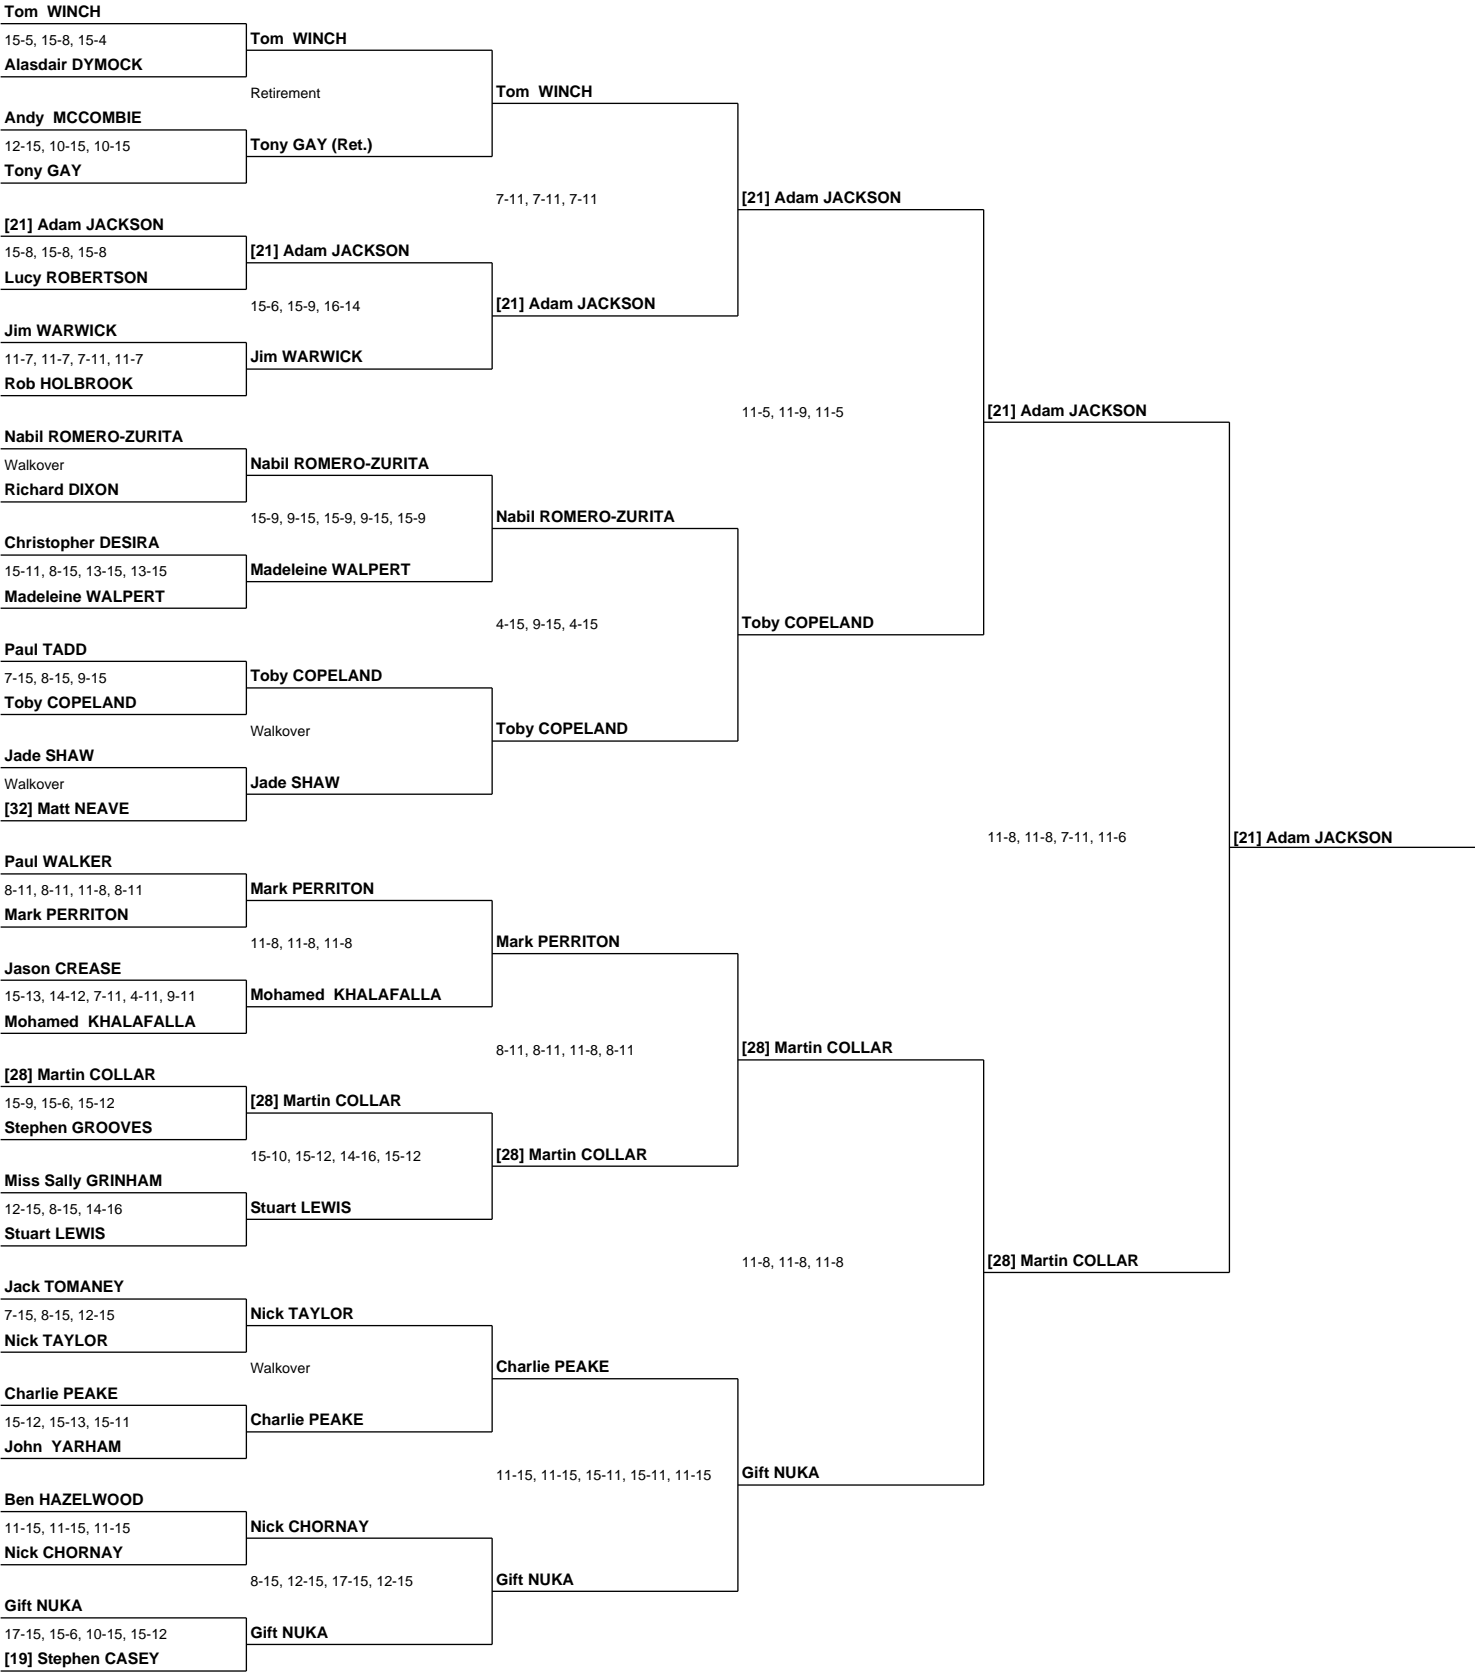 Tom  WINCH
15-5, 15-8, 15-4
Alasdair DYMOCK
Andy  MCCOMBIE
12-15, 10-15, 10-15
Tony GAY
[21] Adam JACKSON
15-8, 15-8, 15-8
Lucy ROBERTSON
Jim WARWICK
11-7, 11-7, 7-11, 11-7
Rob HOLBROOK
Nabil ROMERO-ZURITA
Walkover
Richard DIXON
Christopher DESIRA
15-11, 8-15, 13-15, 13-15
Madeleine WALPERT
Paul TADD
7-15, 8-15, 9-15
Toby COPELAND
Jade SHAW
Walkover
[32] Matt NEAVE
Paul WALKER
8-11, 8-11, 11-8, 8-11
Mark PERRITON
Jason CREASE
15-13, 14-12, 7-11, 4-11, 9-11
Mohamed  KHALAFALLA
[28] Martin COLLAR
15-9, 15-6, 15-12
Stephen GROOVES
Miss Sally GRINHAM
12-15, 8-15, 14-16
Stuart LEWIS
Jack TOMANEY
7-15, 8-15, 12-15
Nick TAYLOR
Charlie PEAKE
15-12, 15-13, 15-11
John  YARHAM
Ben HAZELWOOD
11-15, 11-15, 11-15
Nick CHORNAY
Gift NUKA
17-15, 15-6, 10-15, 15-12
[19] Stephen CASEY
Tom  WINCH
Retirement
Tony GAY (Ret.)
[21] Adam JACKSON
15-6, 15-9, 16-14
Jim WARWICK
Nabil ROMERO-ZURITA
15-9, 9-15, 15-9, 9-15, 15-9
Madeleine WALPERT
Toby COPELAND
Walkover
Jade SHAW
Mark PERRITON
11-8, 11-8, 11-8
Mohamed  KHALAFALLA
[28] Martin COLLAR
15-10, 15-12, 14-16, 15-12
Stuart LEWIS
Nick TAYLOR
Walkover
Charlie PEAKE
Nick CHORNAY
8-15, 12-15, 17-15, 12-15
Gift NUKA
Tom  WINCH
7-11, 7-11, 7-11
[21] Adam JACKSON
Nabil ROMERO-ZURITA
4-15, 9-15, 4-15
Toby COPELAND
Mark PERRITON
8-11, 8-11, 11-8, 8-11
[28] Martin COLLAR
Charlie PEAKE
11-15, 11-15, 15-11, 15-11, 11-15
Gift NUKA
[21] Adam JACKSON
11-5, 11-9, 11-5
Toby COPELAND
[28] Martin COLLAR
11-8, 11-8, 11-8
Gift NUKA
[21] Adam JACKSON
11-8, 11-8, 7-11, 11-6
[28] Martin COLLAR
[21] Adam JACKSON